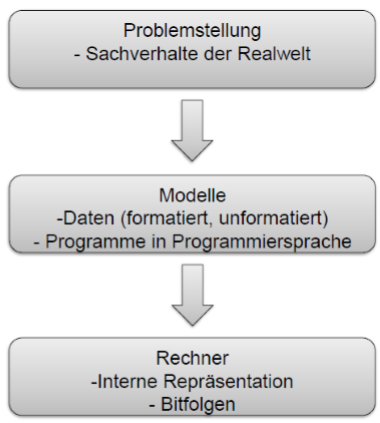 Problemstellung
- Sachverhalte der Realwelt
Modelle
-Daten (formatiert, unformatiert)
- Programme in Programmiersprache
Rechner
-Interne Repräsentation
- Bitfolgen